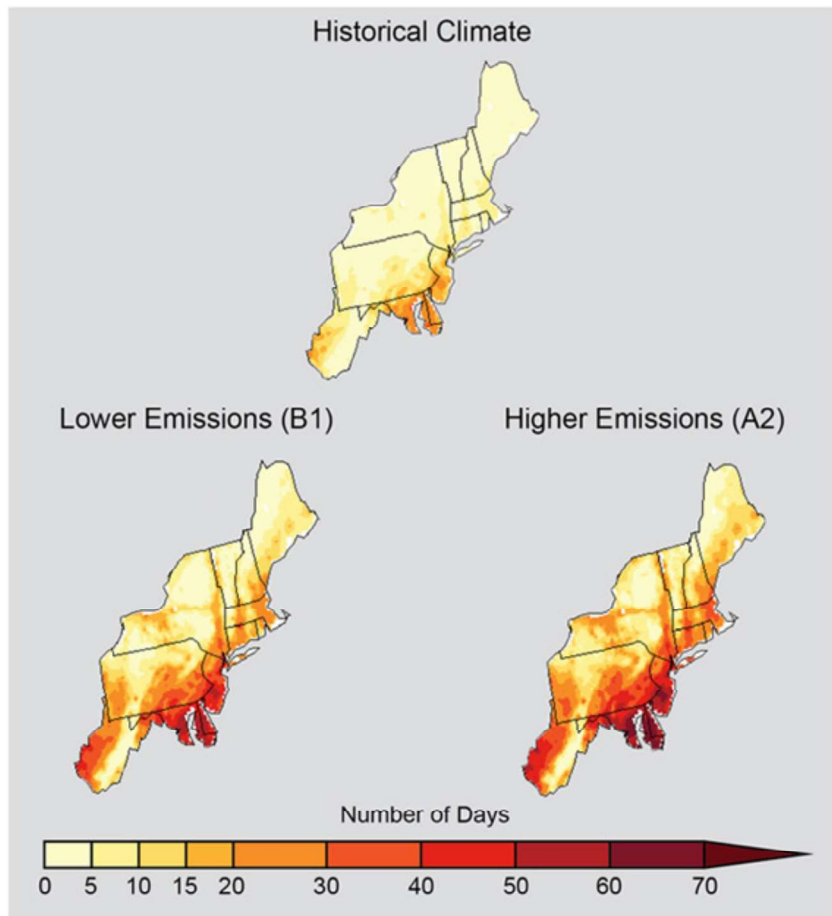 Historical Climate
Lower Emissions (B1)
Higher Emissions (A2)
Number of Days
0 5 10 15 20 30 40 50 60 70